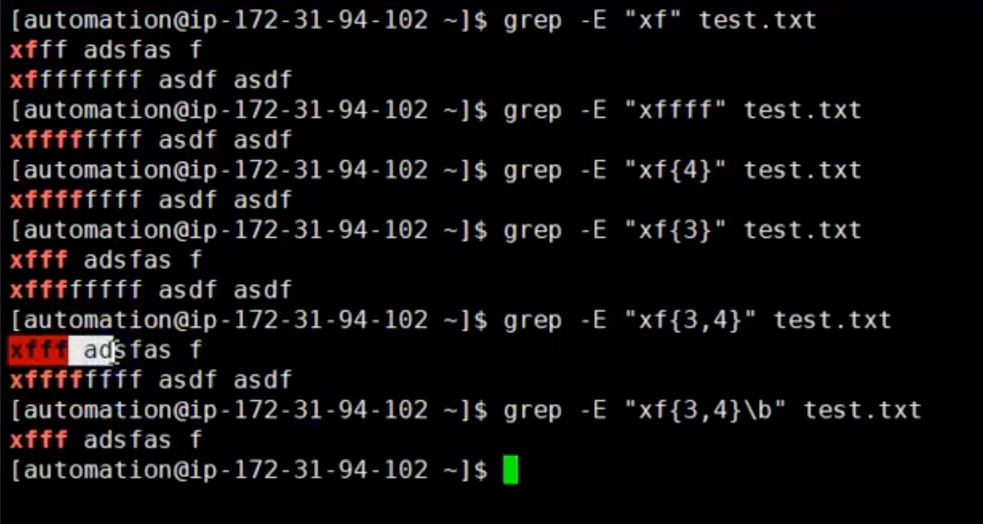 [automation@ip-172-31-94-102 ~]$ grep -E "xf" test.txt
xfff adsfas f
xffffffff asdf asdf
[automation@ip-172-31-94-102 ~]$ grep -E "xffff" test.txt
xffffffff asdf asdf
[automation@ip-172-31-94-102 ~]$ grep -E "xf{4}" test.txt
xffffffff asdf asdf
[automation@ip-172-31-94-102 ~]$ grep -E "xf{3}" test.txt
xfff adsfas f
xffffffff asdf asdf
[automation@ip-172-31-94-102 ~]$ grep -E "xf{3,4}" test.txt
xfff adsfas f
xffffffff asdf asdf
[automation@ip-172-31-94-102 ~]$ grep -E "xf{3,4}\b" test.txt
xfff adsfas f
[automation@ip-172-31-94-102 ~]$